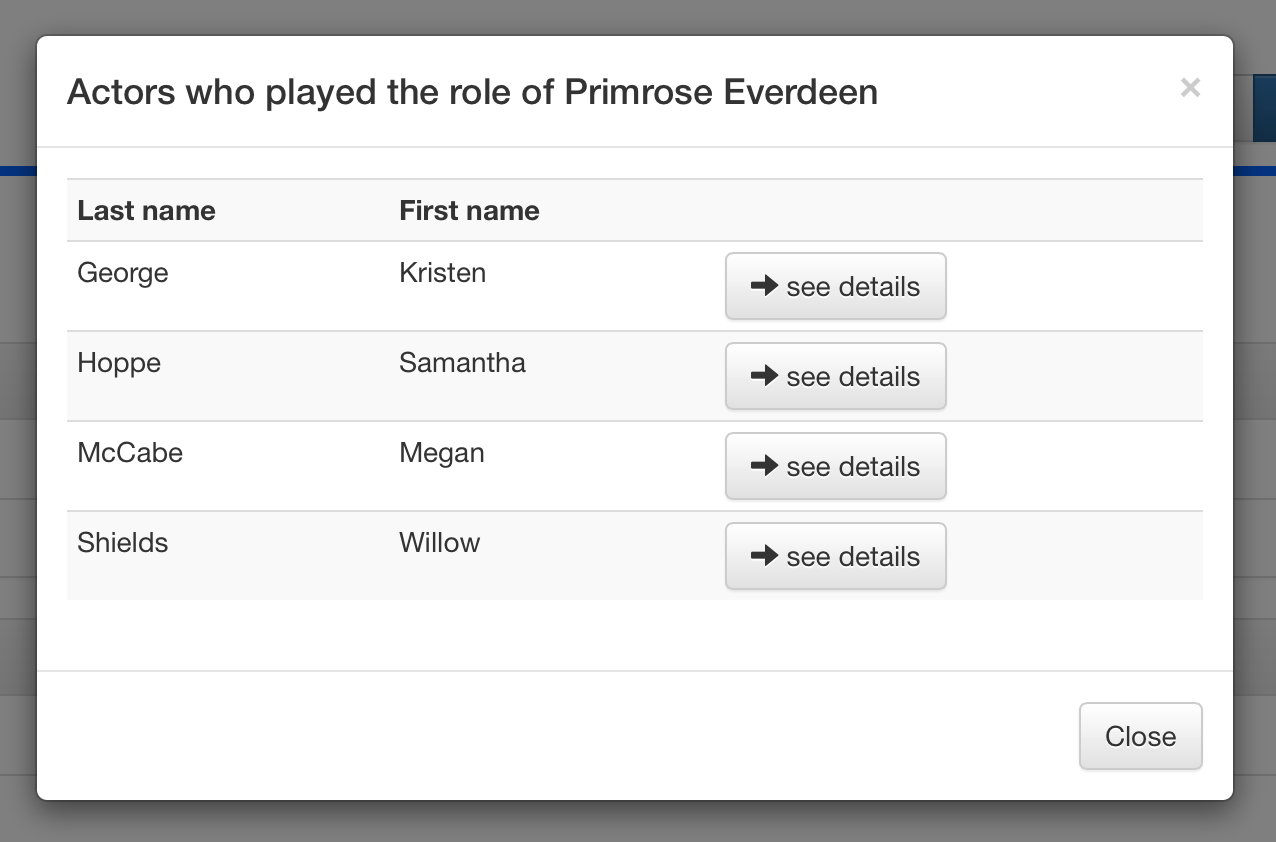 Actors who played the role of Primrose Everdeen ×
Last name First name
George Kristen see details
Hoppe Samantha see details
McCabe Megan see details
Shields Willow see details
Close